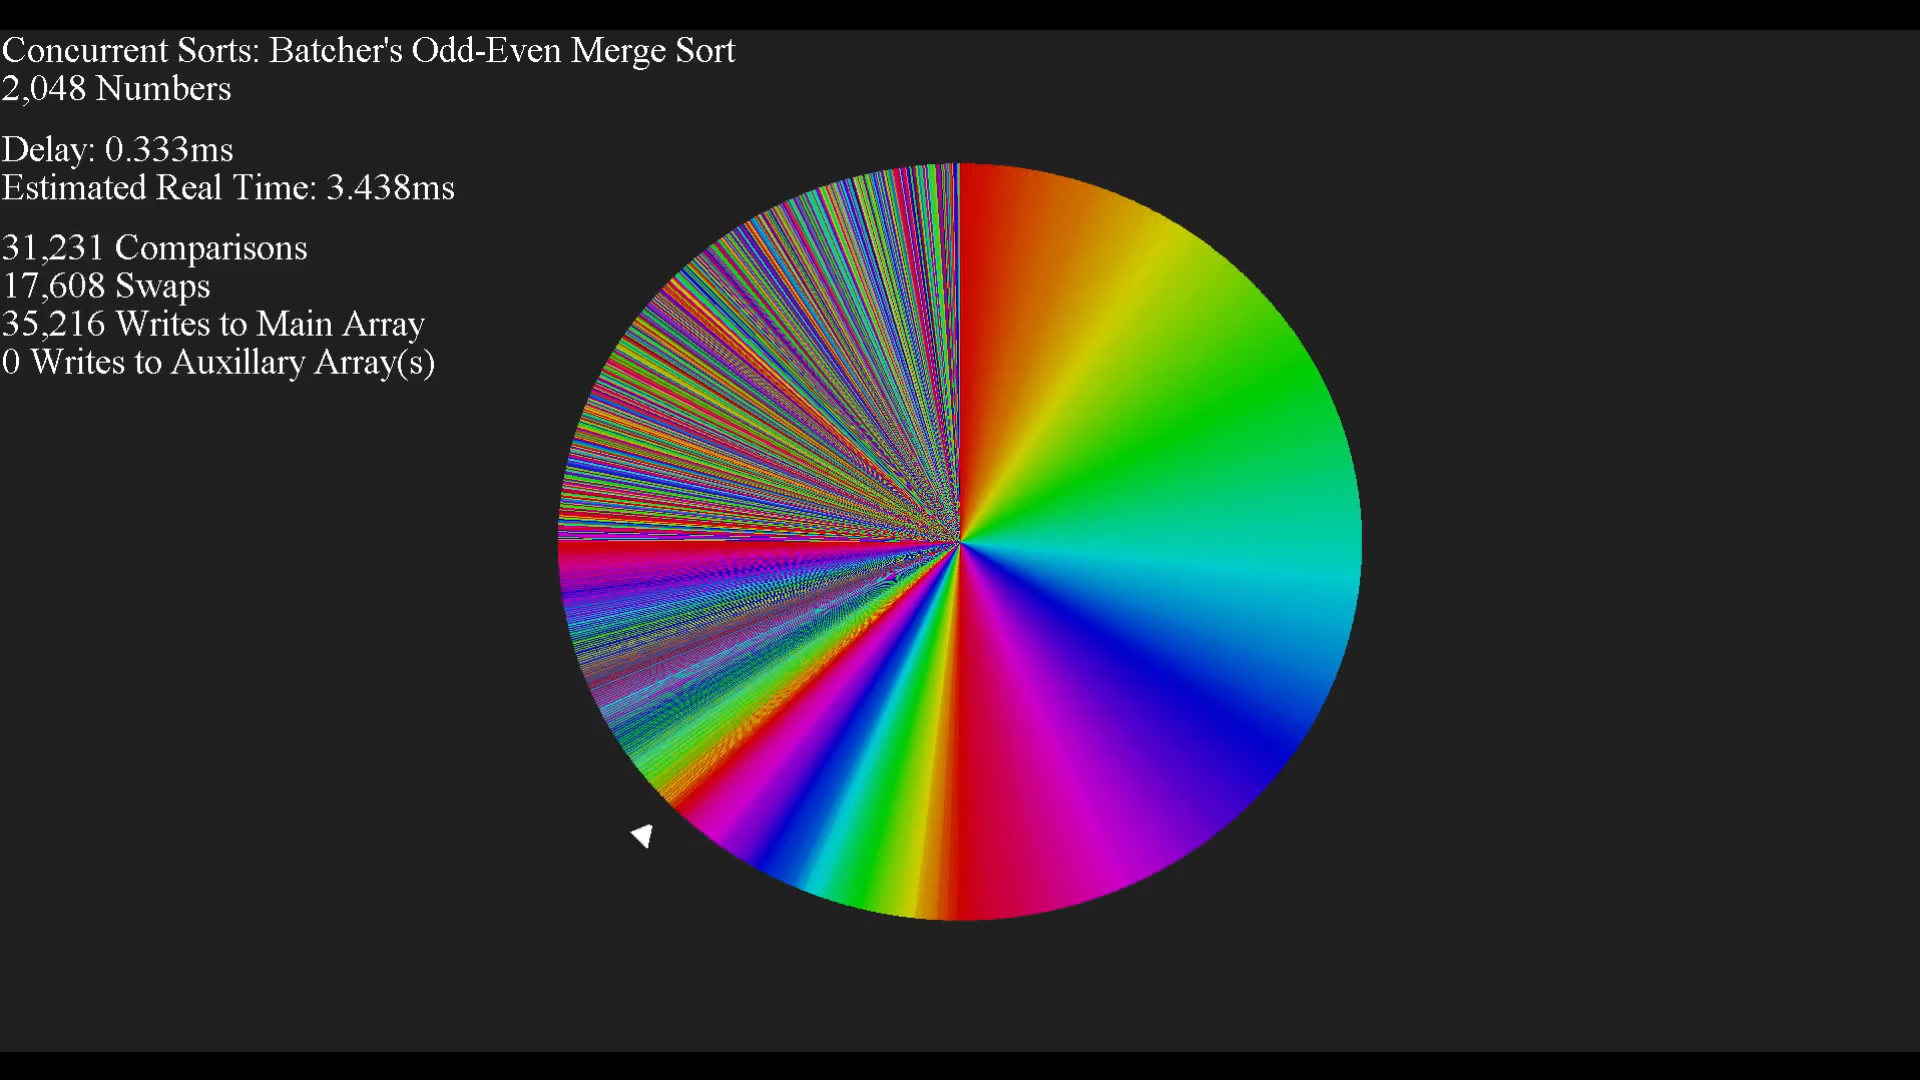 Concurrent Sorts: Batcher's Odd-Even Merge Sort
2,048 Numbers
Delay: 0.333ms
Estimated Real Time: 3.438ms
31,231 Comparisons
17,608 Swaps
35,216 Writes to Main Array
0 Writes to Auxillary Array(s)